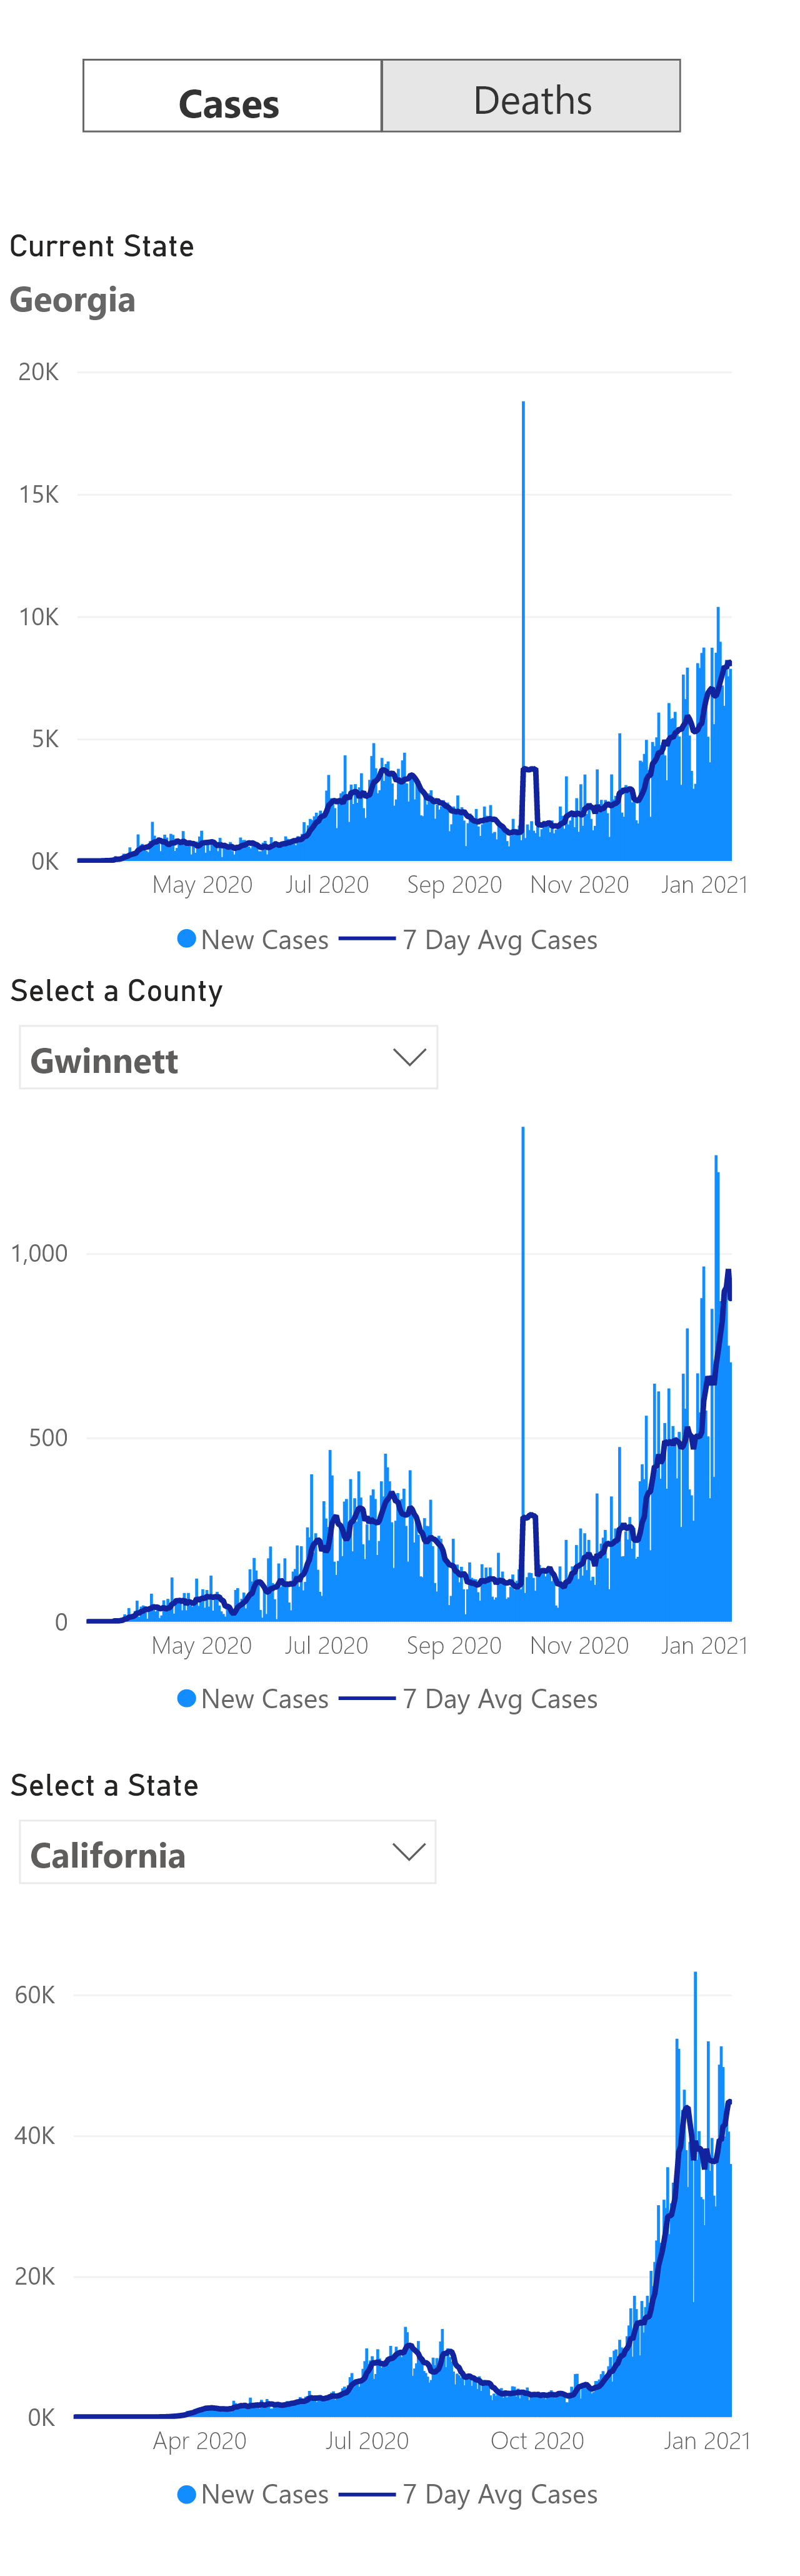 Cases Deaths
Current State
Georgia
20K
15K
10K
5K
0K
May 2020 Jul 2020 Sep 2020 Nov 2020 Jan 2021
New Cases 7 Day Avg Cases
Select a County
Gwinnett
1,000
500
0
May 2020 Jul 2020 Sep 2020 Nov 2020 Jan 2021
New Cases 7 Day Avg Cases
Select a State
California
60K
40K
20K
0K
Apr 2020 Jul 2020 Oct 2020 Jan 2021
New Cases 7 Day Avg Cases